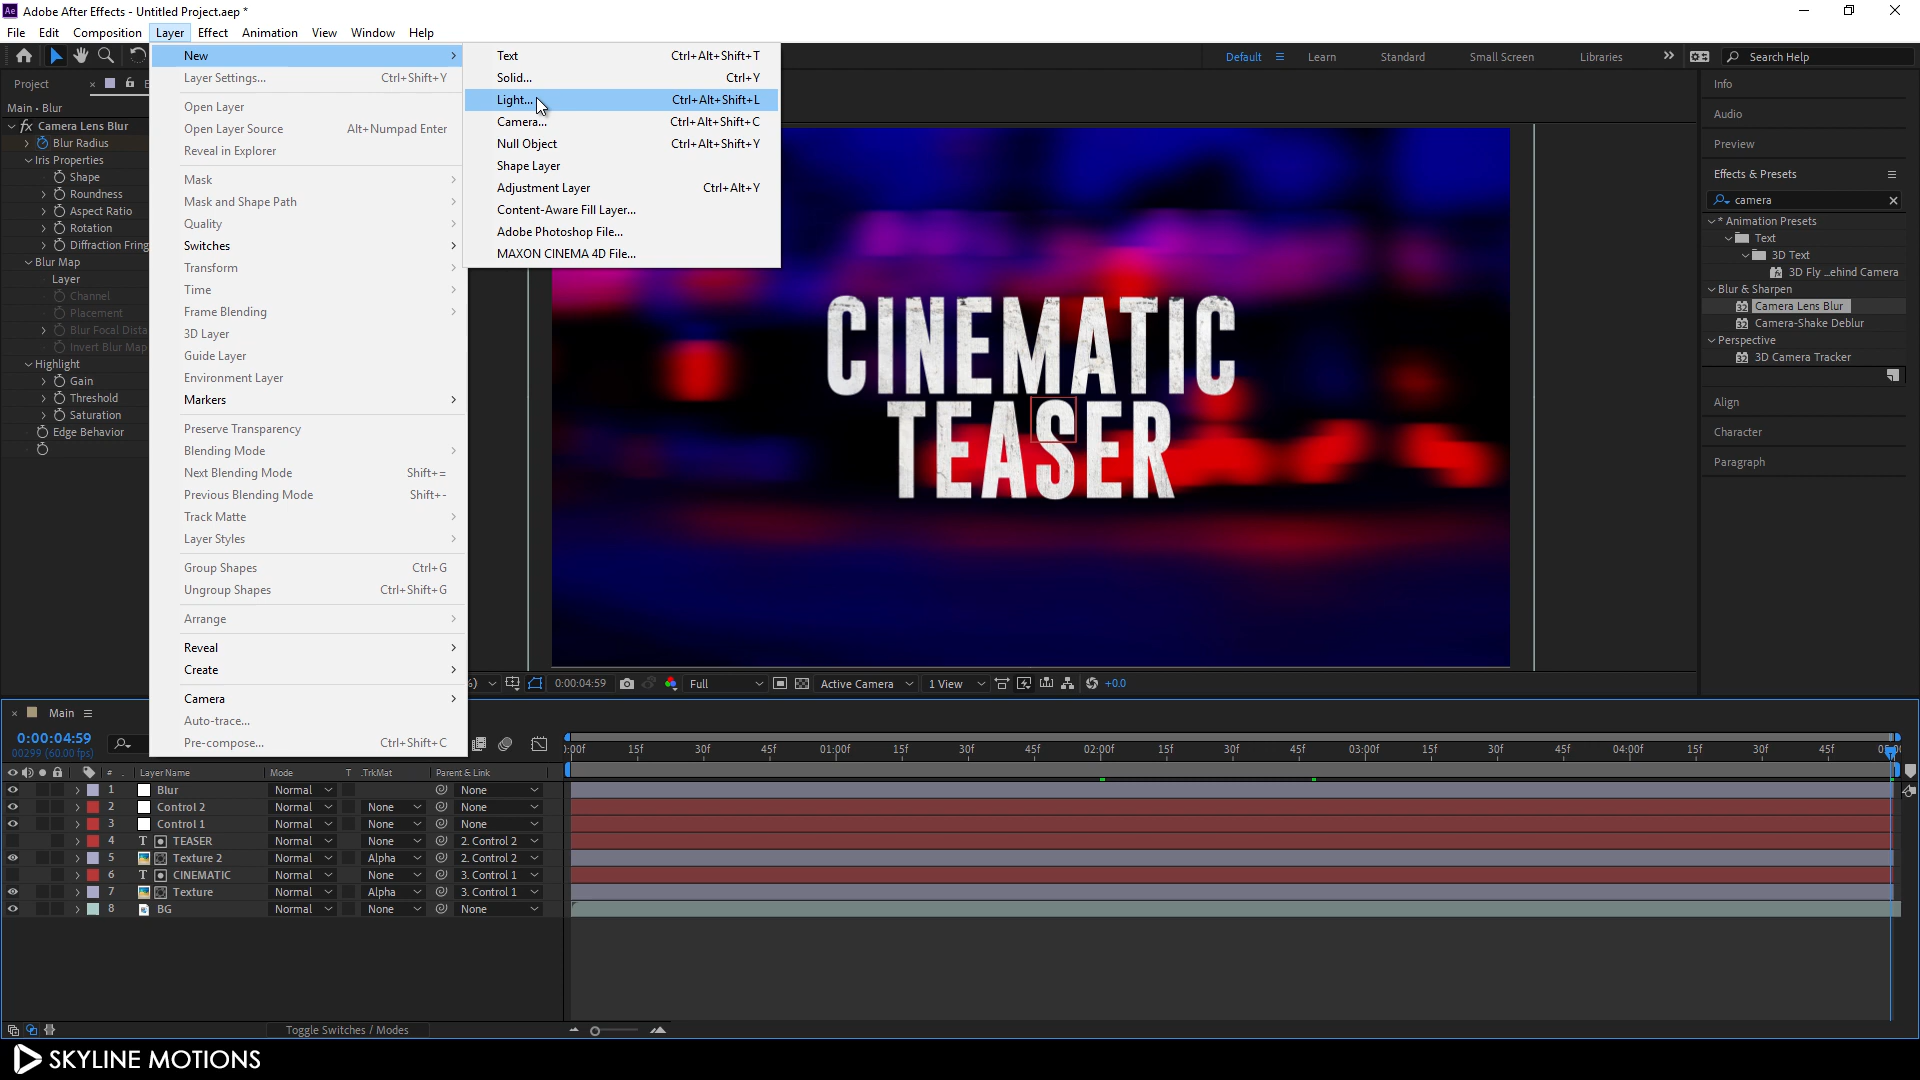 Adobe After Effects - Untitled Project.aep *
File Edit Composition Layer Effect Animation View Window Help
Default Learn Standard Small Screen Libraries Search Help
Project
Main • Blur
fx Camera Lens Blur
Blur Radius
Iris Properties
Shape
Roundness
Aspect Ratio
Rotation
Diffraction Fring
Blur Map
Layer
Channel
Placement
Blur Focal Dista
Invert Blur Map
Highlight
Gain
Threshold
Saturation
Edge Behavior
New
Layer Settings... Ctrl+Shift+Y
Open Layer
Open Layer Source Alt+Numpad Enter
Reveal in Explorer
Mask
Mask and Shape Path
Quality
Switches
Transform
Time
Frame Blending
3D Layer
Guide Layer
Environment Layer
Markers
Preserve Transparency
Blending Mode
Next Blending Mode Shift+=
Previous Blending Mode Shift+-
Track Matte
Layer Styles
Group Shapes Ctrl+G
Ungroup Shapes Ctrl+Shift+G
Arrange
Reveal
Create
Camera
Auto-trace...
Pre-compose... Ctrl+Shift+C
Text Ctrl+Alt+Shift+T
Solid... Ctrl+Y
Light... Ctrl+Alt+Shift+L
Camera... Ctrl+Alt+Shift+C
Null Object Ctrl+Alt+Shift+Y
Shape Layer
Adjustment Layer Ctrl+Alt+Y
Content-Aware Fill Layer...
Adobe Photoshop File...
MAXON CINEMA 4D File...
CINEMATIC
TEASER
Info
Audio
Preview
Effects & Presets
camera
* Animation Presets
Text
3D Text
3D Fly ...ehind Camera
Blur & Sharpen
Camera Lens Blur
Camera-Shake Deblur
Perspective
3D Camera Tracker
Align
Character
Paragraph
0:00:04:59 Full Active Camera 1 View +0.0
Main
0:00:04:59
00299 (60.00 fps)
:00f 15f 30f 45f 01:00f 15f 30f 45f 02:00f 15f 30f 45f 03:00f 15f 30f 45f 04:00f 15f 30f 45f
# Layer Name Mode T .TrkMat Parent & Link
1 Blur Normal None
2 Control 2 Normal None None
3 Control 1 Normal None None
4 T TEASER Normal None 2. Control 2
5 Texture 2 Normal Alpha 2. Control 2
6 T CINEMATIC Normal None 3. Control 1
7 Texture Normal Alpha 3. Control 1
8 BG Normal None None
Toggle Switches / Modes
SKYLINE MOTIONS